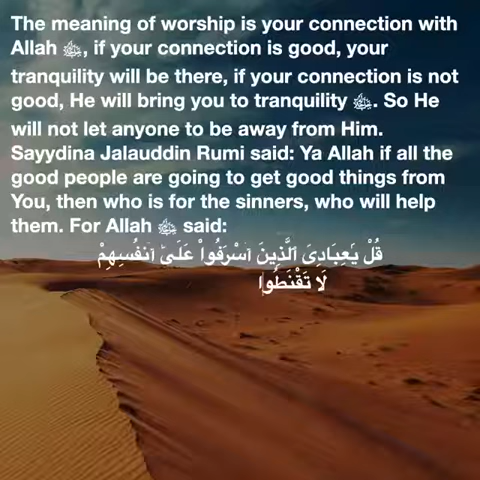 The meaning of worship is your connection with
Allah ﷻ, if your connection is good, your
tranquility will be there, if your connection is not
good, He will bring you to tranquility ﷻ. So He
will not let anyone to be away from Him.
Sayydina Jalauddin Rumi said: Ya Allah if all the
good people are going to get good things from
You, then who is for the sinners, who will help
them. For Allah ﷻ said:
قُلْ يَٰعِبَادِىَ ٱلَّذِينَ أَسْرَفُوا۟ عَلَىٰٓ أَنفُسِهِمْ
لَا تَقْنَطُوا۟